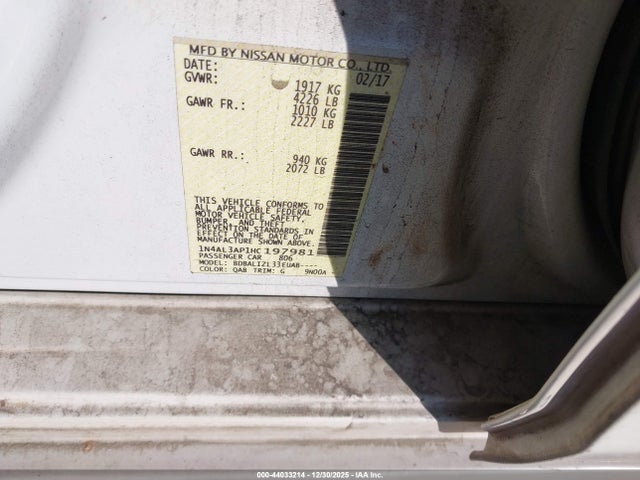 MFD BY NISSAN MOTOR CO., LTD.
DATE: 02/17
GVWR: 1917 KG
4226 LB
GAWR FR.: 1010 KG
2227 LB
GAWR RR.: 940 KG
2072 LB
THIS VEHICLE CONFORMS TO
ALL APPLICABLE FEDERAL
MOTOR VEHICLE SAFETY,
BUMPER, AND THEFT
PREVENTION STANDARDS IN
EFFECT ON THE DATE OF
MANUFACTURE SHOWN ABOVE.
1N4AL3AP1HC197981
PASSENGER CAR 806
MODEL: BDBALIZL33EUAB----
COLOR: QAB TRIM: G 9N00A
000-44033214 - 12/30/2025 - IAA Inc.